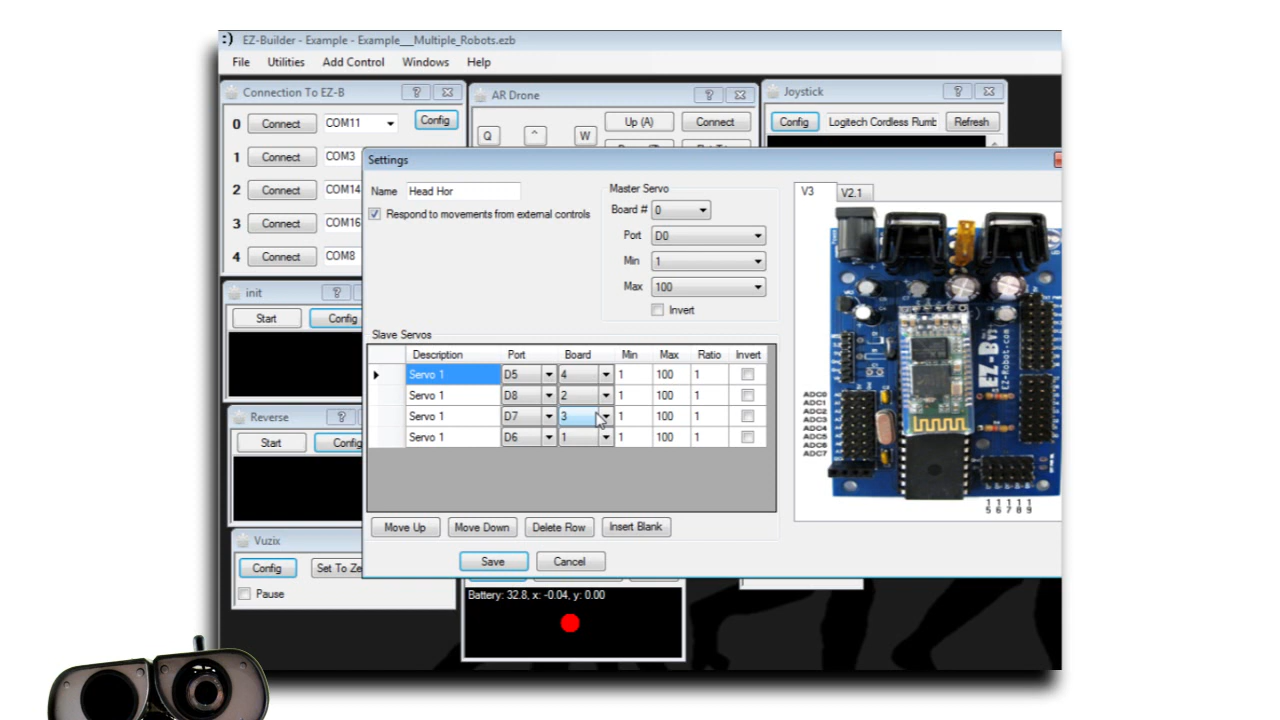 :) EZ-Builder - Example - Example__Multiple_Robots.ezb
File Utilities Add Control Windows Help
Connection To EZ-B
0 Connect COM11 Config
1 Connect COM3
2 Connect COM14
3 Connect COM16
4 Connect COM8
AR Drone
Up (A) Connect
Q ^ W
Joystick
Config Logitech Cordless Rumb Refresh
init
Start Config
Reverse
Start Config
Vuzix
Config Set To Ze
Pause
Settings
Name Head Hor
Respond to movements from external controls
Master Servo
Board # 0
Port D0
Min 1
Max 100
Invert
Slave Servos
Description Port Board Min Max Ratio Invert
Servo 1 D5 4 1 100 1
Servo 1 D8 2 1 100 1
Servo 1 D7 3 1 100 1
Servo 1 D6 1 1 100 1
Move Up Move Down Delete Row Insert Blank
Save Cancel
V3 V2.1
EZ-B
EZ-Robot.com
ADC0
ADC1
ADC2
ADC3
ADC4
ADC5
ADC6
ADC7
Battery: 32.8, x: -0.04, y: 0.00